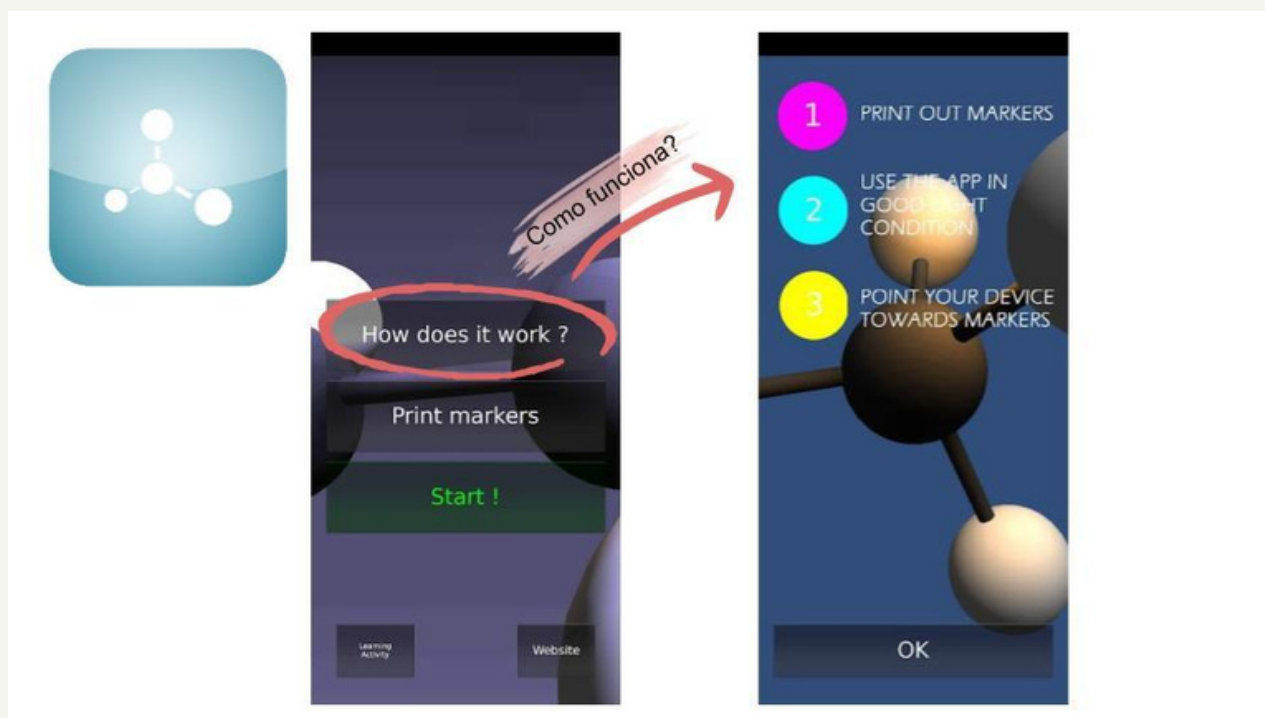 How does it work ?
Print markers
Start !
Learning
Activity
Website
Como funciona?
1
PRINT OUT MARKERS
2
USE THE APP IN
GOOD LIGHT
CONDITION
3
POINT YOUR DEVICE
TOWARDS MARKERS
OK